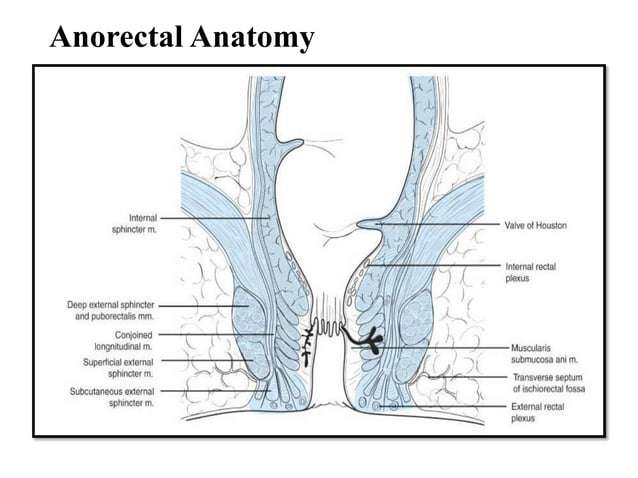 Anorectal Anatomy
Internal
sphincter m.
Deep external sphincter
and puborectalis mm.
Conjoined
longnitudinal m.
Superficial external
sphincter m.
Subcutaneous external
sphincter m.
Valve of Houston
Internal rectal
plexus
Muscularis
submucosa ani m.
Transverse septum
of ischiorectal fossa
External rectal
plexus